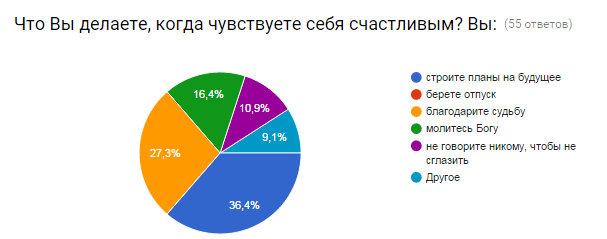 Что Вы делаете, когда чувствуете себя счастливым? Вы: (55 ответов)
16,4%
10,9%
9,1%
27,3%
36,4%
строите планы на будущее
берете отпуск
благодарите судьбу
молитесь Богу
не говорите никому, чтобы не
сглазить
Другое